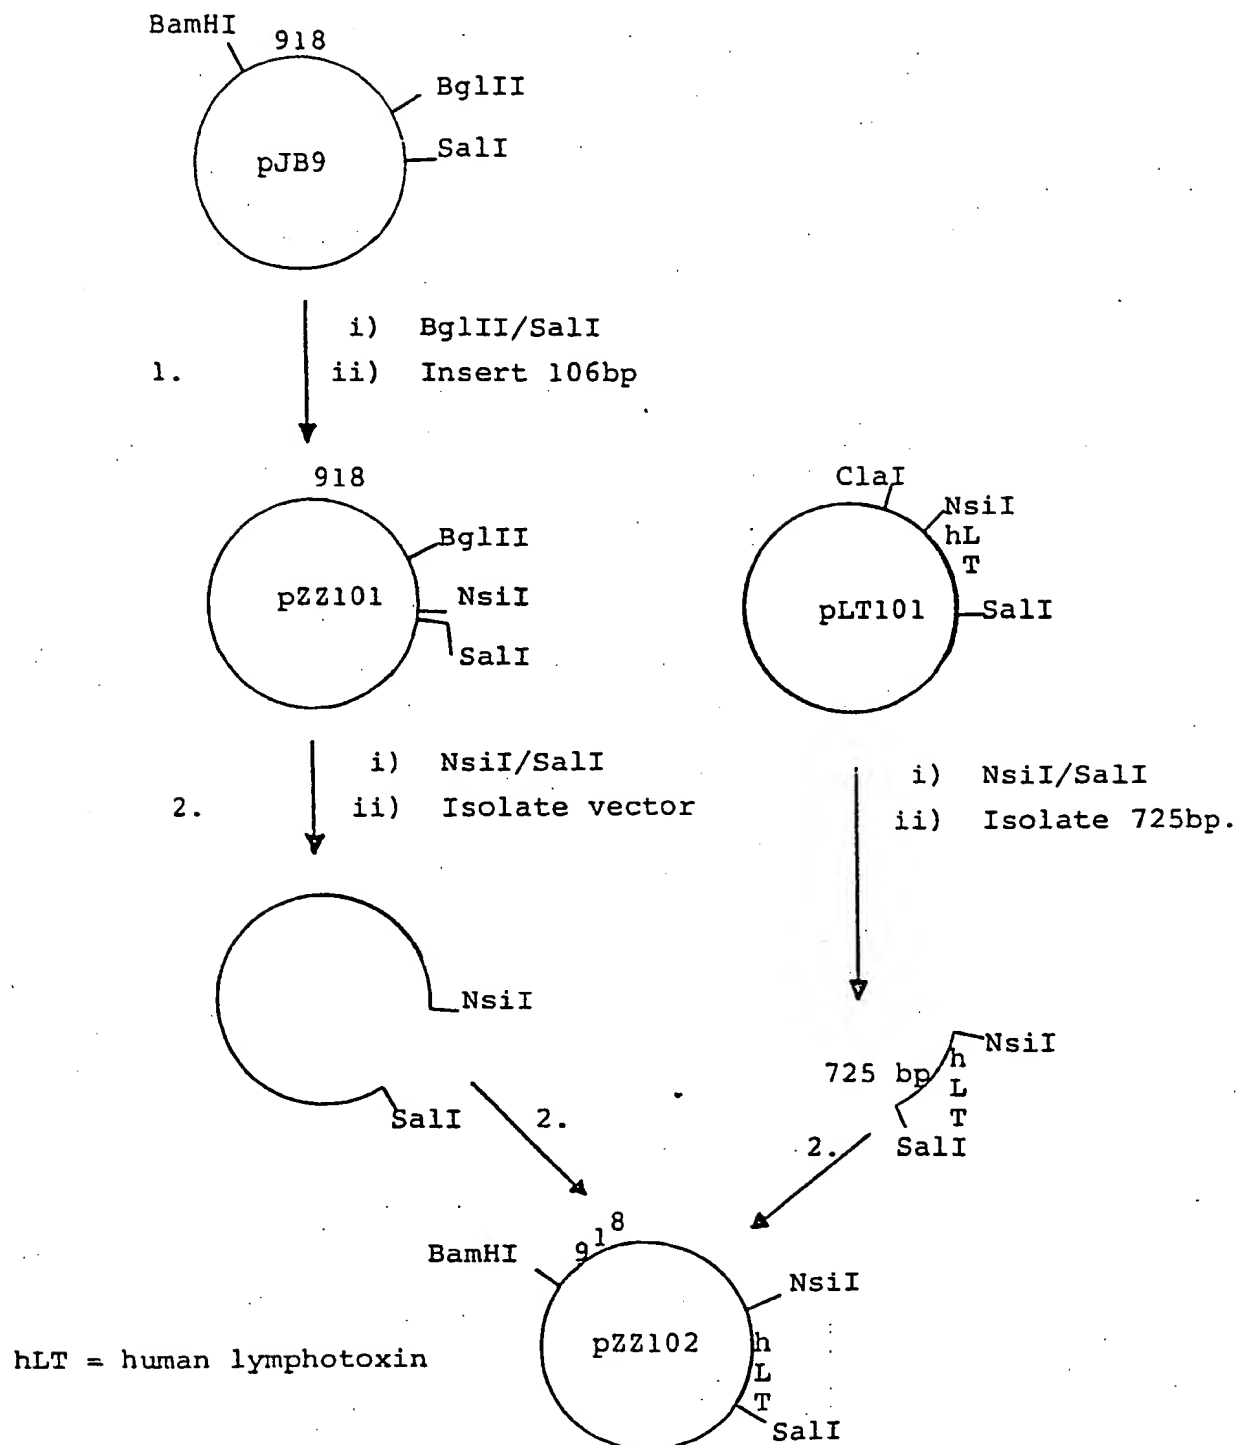 BamHI
918
BglII
SalI
pJB9
1.
i) BglII/SalI
ii) Insert 106bp
918
BglII
pZZ101
NsiI
SalI
ClaI
NsiI
hL
T
pLT101
SalI
2.
i) NsiI/SalI
ii) Isolate vector
i) NsiI/SalI
ii) Isolate 725bp.
NsiI
SalI
2.
725 bp
NsiI
h
L
T
SalI
2.
BamHI
918
NsiI
pZZ102
h
L
T
SalI
hLT = human lymphotoxin